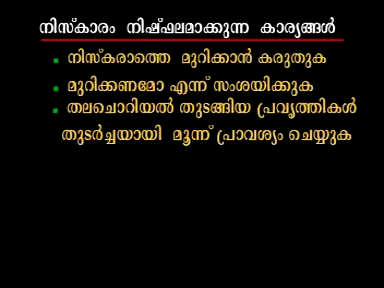 നിസ്കാരം നിഷ്ഫലമാക്കുന്ന കാര്യങ്ങൾ
നിസ്കരാത്തെ മുറിക്കാൻ കരുതുക
മുറിക്കണമോ എന്ന് സംശയിക്കുക
തലചൊറിയൽ തുടങ്ങിയ പ്രവൃത്തികൾ
തുടർച്ചയായി മൂന്ന് പ്രാവശ്യം ചെയ്യുക